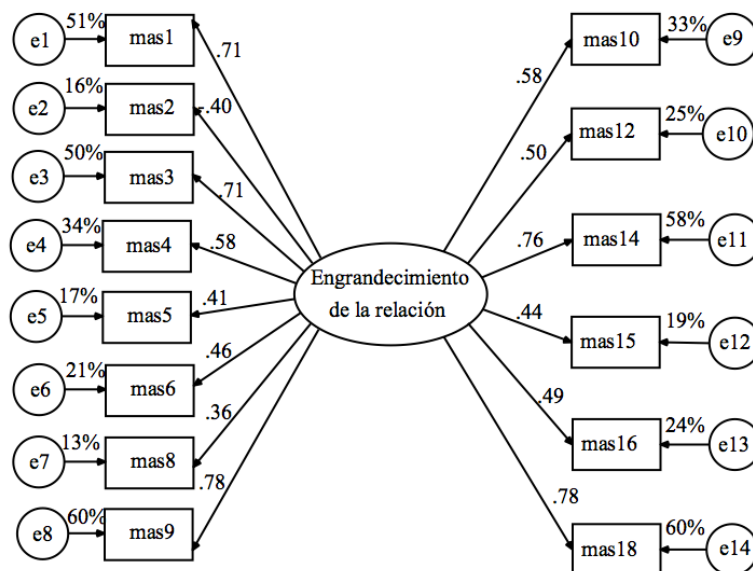 e1
51%
mas1
.71
e2
16%
mas2
-.40
e3
50%
mas3
.71
e4
34%
mas4
.58
e5
17%
mas5
.41
e6
21%
mas6
.46
e7
13%
mas8
.36
e8
60%
mas9
.78
Engrandecimiento
de la relación
.58
mas10
33%
e9
.50
mas12
25%
e10
.76
mas14
58%
e11
.44
mas15
19%
e12
.49
mas16
24%
e13
.78
mas18
60%
e14